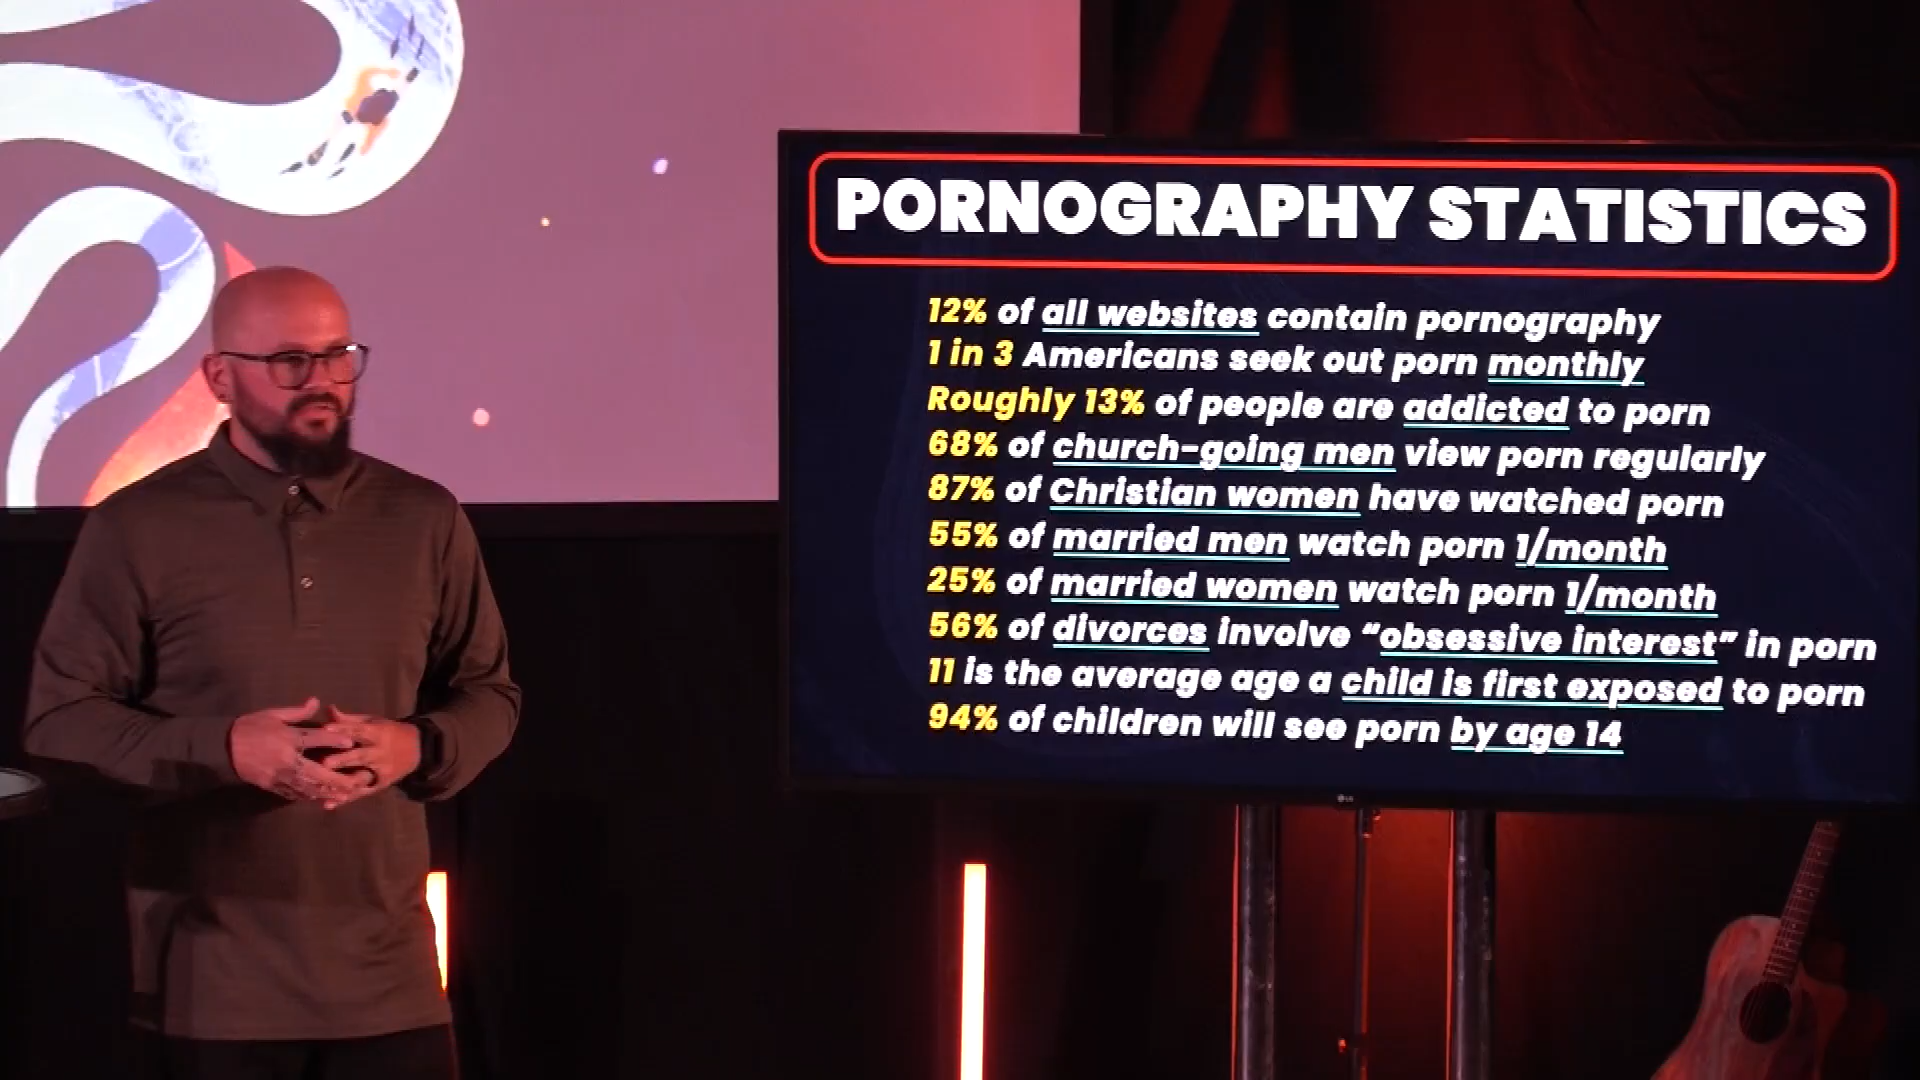 PORNOGRAPHY STATISTICS
12% of all websites contain pornography
1 in 3 Americans seek out porn monthly
Roughly 13% of people are addicted to porn
68% of church-going men view porn regularly
87% of Christian women have watched porn
55% of married men watch porn 1/month
25% of married women watch porn 1/month
56% of divorces involve “obsessive interest” in porn
11 is the average age a child is first exposed to porn
94% of children will see porn by age 14
LG